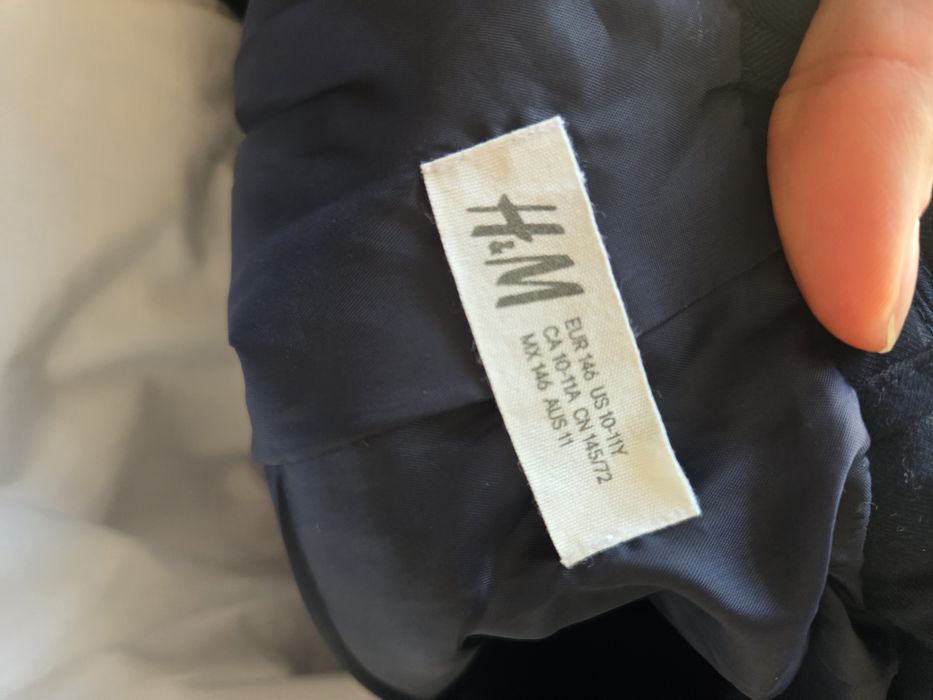 H&M
EUR 146 US 10-11Y
CA 10-11A CN 145/72
MX 146 AUS 11